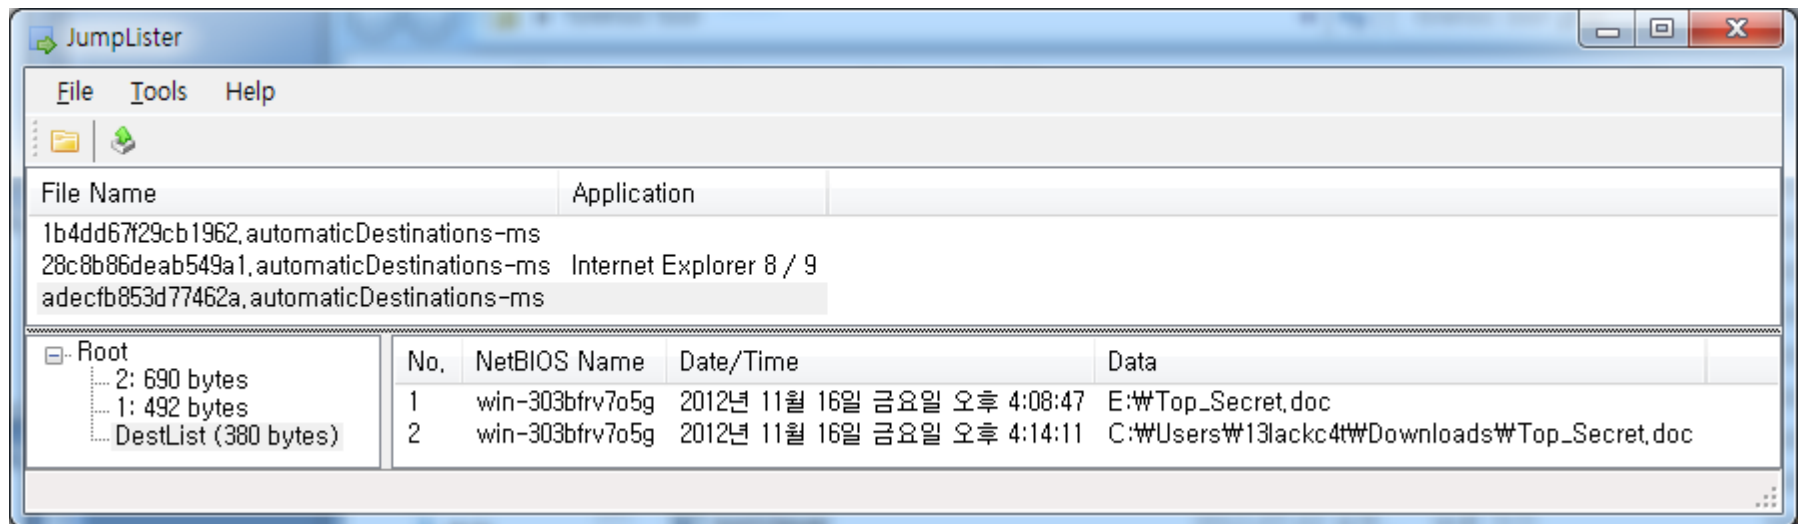 JumpLister
File Tools Help
File Name Application
1b4dd67f29cb1962.automaticDestinations-ms
28c8b86deab549a1.automaticDestinations-ms Internet Explorer 8 / 9
adecfb853d77462a.automaticDestinations-ms
Root
2: 690 bytes
1: 492 bytes
DestList (380 bytes)
No. NetBIOS Name Date/Time Data
1 win-303bfrv7o5g 2012년 11월 16일 금요일 오후 4:08:47 E:₩Top_Secret.doc
2 win-303bfrv7o5g 2012년 11월 16일 금요일 오후 4:14:11 C:₩Users₩13lackc4t₩Downloads₩Top_Secret.doc